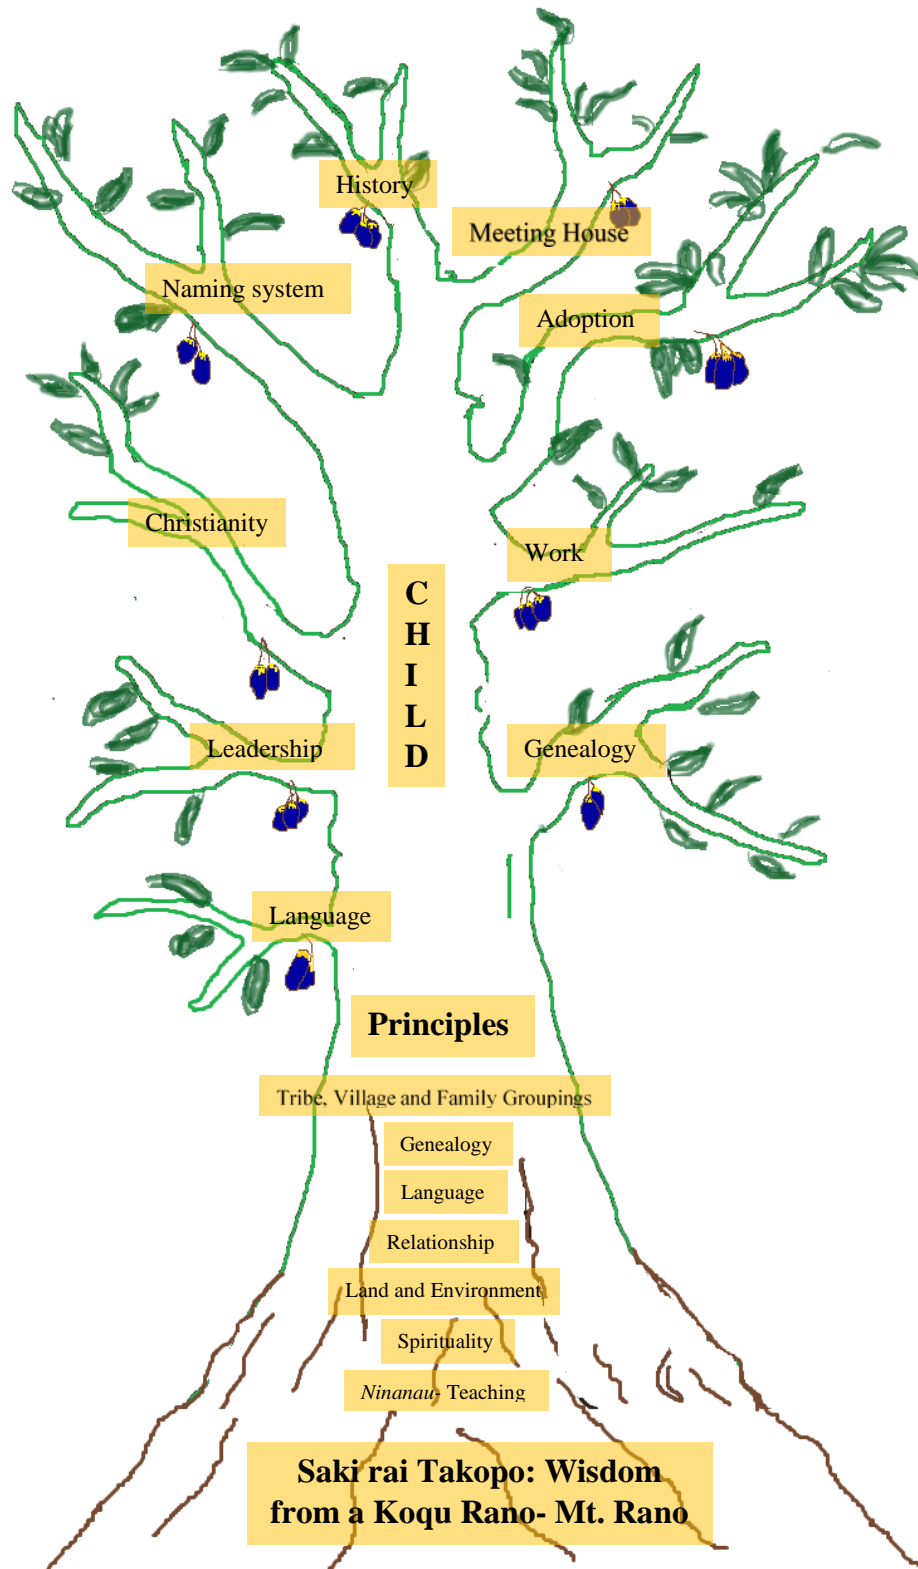 History
Meeting House
Naming system
Adoption
Christianity
Work
C
H
I
L
D
Leadership
Genealogy
Language
Principles
Tribe, Village and Family Groupings
Genealogy
Language
Relationship
Land and Environment
Spirituality
Ninanau- Teaching
Saki rai Takopo: Wisdom
from a Koqu Rano- Mt. Rano